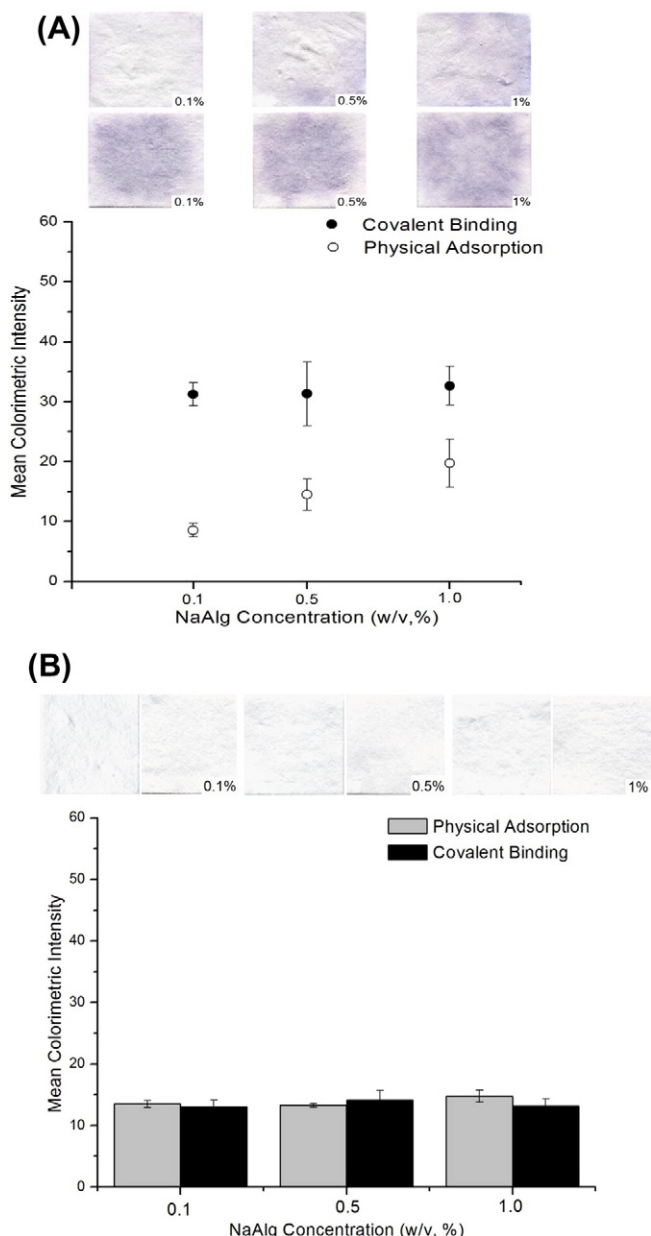 (A)
0.1%
0.5%
1%
0.1%
0.5%
1%
Covalent Binding
Physical Adsorption
Mean Colorimetric Intensity
60
50
40
30
20
10
0
0.1
0.5
1.0
NaAlg Concentration (w/v,%)
(B)
0.1%
0.5%
1%
Physical Adsorption
Covalent Binding
Mean Colorimetric Intensity
60
50
40
30
20
10
0
0.1
0.5
1.0
NaAlg Concentration (w/v, %)